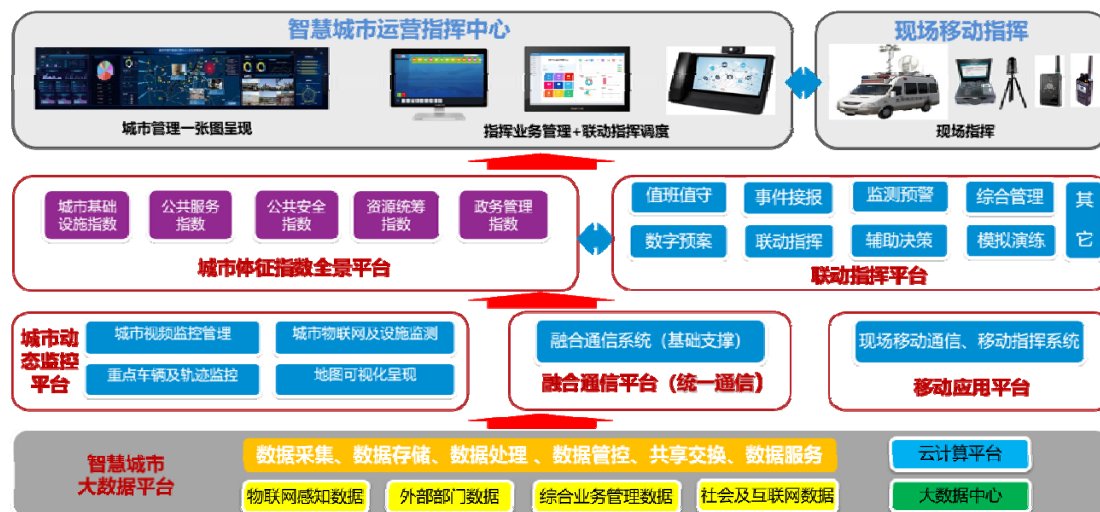 智慧城市运营指挥中心
现场移动指挥
城市管理一张图呈现
指挥业务管理+联动指挥调度
现场指挥
城市基础
设施指数
公共服务
指数
公共安全
指数
资源统筹
指数
政务管理
指数
城市体征指数全景平台
值班值守
事件接报
监测预警
综合管理
其
它
数字预案
联动指挥
辅助决策
模拟演练
联动指挥平台
城市动
态监控
平台
城市视频监控管理
城市物联网及设施监测
重点车辆及轨迹监控
地图可视化呈现
融合通信系统（基础支撑）
融合通信平台（统一通信）
现场移动通信、移动指挥系统
移动应用平台
智慧城市
大数据平台
数据采集、数据存储、数据处理 、数据管控、共享交换、数据服务
云计算平台
物联网感知数据
外部部门数据
综合业务管理数据
社会及互联网数据
大数据中心